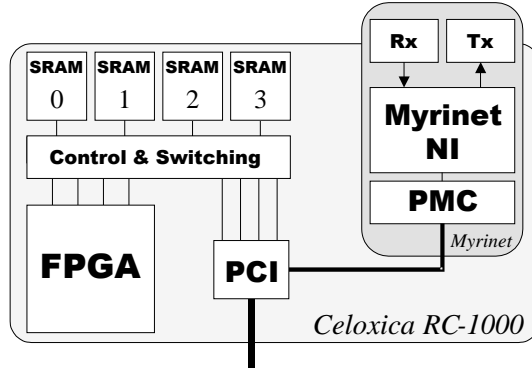 Rx Tx
SRAM SRAM SRAM SRAM
0 1 2 3
Myrinet
NI
Control & Switching
PMC
FPGA
PCI
Myrinet
Celoxica RC-1000